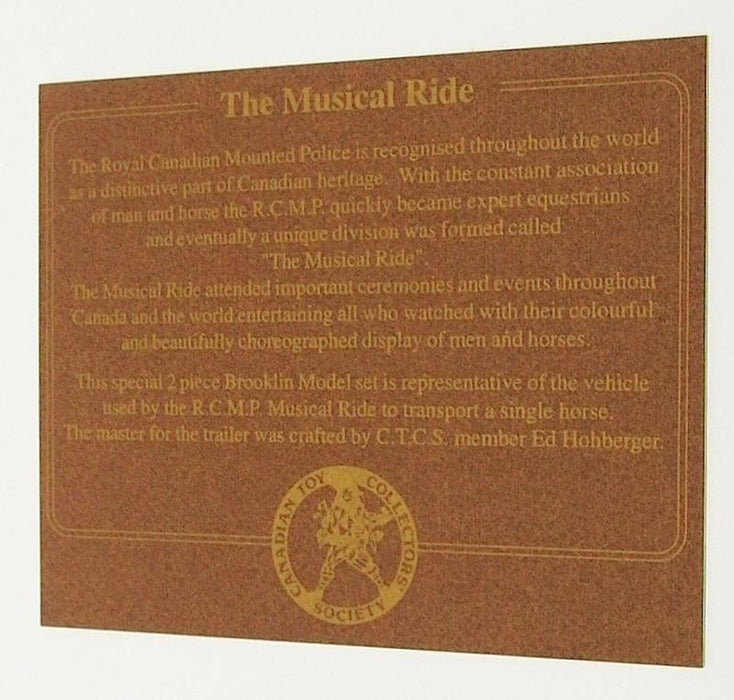 The Musical Ride
The Royal Canadian Mounted Police is recognised throughout the world
as a distinctive part of Canadian heritage. With the constant association
of man and horse the R.C.M.P. quickly became expert equestrians
and eventually a unique division was formed called
"The Musical Ride".
The Musical Ride attended important ceremonies and events throughout
Canada and the world entertaining all who watched with their colourful
and beautifully choreographed display of men and horses.
This special 2 piece Brooklin Model set is representative of the vehicle
used by the R.C.M.P. Musical Ride to transport a single horse.
The master for the trailer was crafted by C.T.C.S. member Ed Hohberger.
CANADIAN TOY COLLECTORS SOCIETY